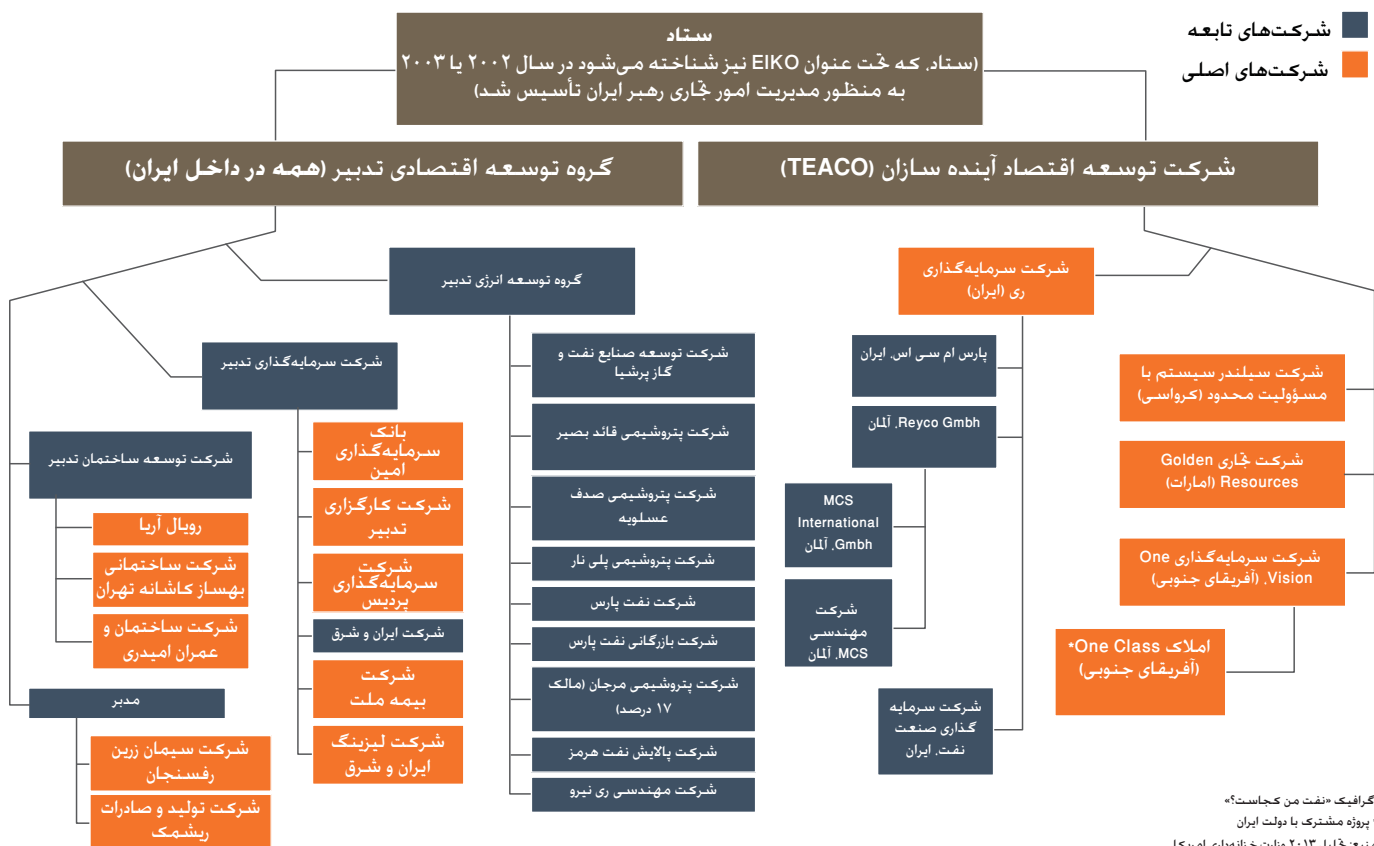 شرکت‌های تابعه
شرکت‌های اصلی
ستاد
(ستاد، که تحت عنوان EIKO نیز شناخته می‌شود در سال ۲۰۰۲ یا ۲۰۰۳
به منظور مدیریت امور تجاری رهبر ایران تأسیس شد)
شرکت توسعه اقتصاد آینده سازان (TEACO)
گروه توسعه اقتصادی تدبیر (همه در داخل ایران)
شرکت سرمایه‌گذاری
ری (ایران)
پارس ام سی اس، ایران
Reyco Gmbh، آلمان
MCS
International
Gmbh، آلمان
شرکت
مهندسی
MCS، آلمان
شرکت سرمایه
گذاری صنعت
نفت، ایران
شرکت سیلندر سیستم با
مسؤولیت محدود (کرواسی)
شرکت تجاری Golden
Resources (امارات)
شرکت سرمایه‌گذاری One
Vision، (آفریقای جنوبی)
املاک One Class*
(آفریقای جنوبی)
گروه توسعه انرژی تدبیر
شرکت توسعه صنایع نفت و
گاز پرشیا
شرکت پتروشیمی قائد بصیر
شرکت پتروشیمی صدف
عسلویه
شرکت پتروشیمی پلی نار
شرکت نفت پارس
شرکت بازرگانی نفت پارس
شرکت پتروشیمی مرجان (مالک
۱۷ درصد)
شرکت پالایش نفت هرمز
شرکت مهندسی ری نیرو
شرکت سرمایه‌گذاری تدبیر
بانک
سرمایه‌گذاری
امین
شرکت کارگزاری
تدبیر
شرکت
سرمایه‌گذاری
پردیس
شرکت ایران و شرق
شرکت
بیمه ملت
شرکت لیزینگ
ایران و شرق
شرکت توسعه ساختمان تدبیر
رویال آریا
شرکت ساختمانی
بهساز کاشانه تهران
شرکت ساختمان و
عمران امیدری
مدبر
شرکت سیمان زرین
رفسنجان
شرکت تولید و صادرات
ریشمک
گرافیک «نفت من کجاست؟»
پروژه مشترک با دولت ایران